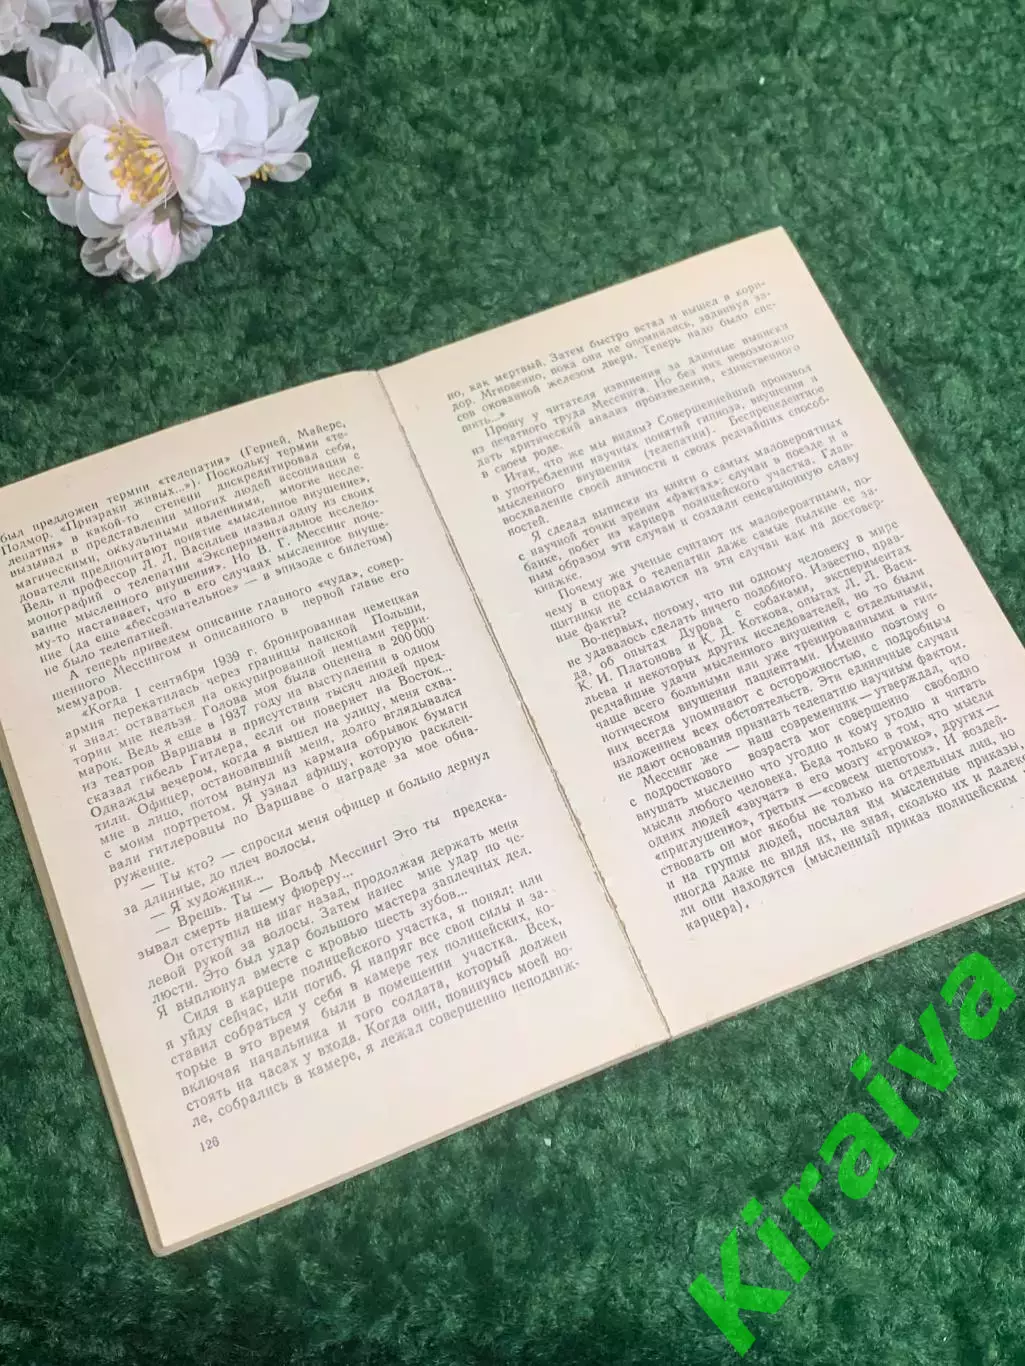 был предложен термин «телепатия» (Герней, Майерс,
Подмор. «Призраки живых...»). Поскольку термин «те-
лепатия» в какой-то степени дискредитировал себя,
вызывал в представлении многих людей ассоциации с
магическими, оккультными явлениями, многие иссле-
дователи предпочитают понятие «мысленное внушение».
Ведь и профессор Л. Л. Васильев назвал одну из своих
монографий о телепатии «Экспериментальное исследо-
вание мысленного внушения». Но В. Г. Мессинг поче-
му-то настаивает, что в его случаях мысленное внуше-
ние (да еще «бессознательное» — в эпизоде с билетом)
не было телепатией.
А теперь приведем описание главного «чуда», совер-
шенного Мессингом и описанного в первой главе его
мемуаров.
«Когда 1 сентября 1939 г. бронированная немецкая
армия перекатилась через границы панской Польши,
я знал: оставаться на оккупированной немцами терри-
тории мне нельзя. Голова моя была оценена в 200 000
марок. Ведь я еще в 1937 году на выступлении в одном
из театров Варшавы в присутствии тысяч людей пред-
сказал гибель Гитлера, если он повернет на Восток...
Однажды вечером, когда я вышел на улицу, меня схва-
тили. Офицер, остановивший меня, долго вглядывался
мне в лицо, потом вынул из кармана обрывок бумаги
с моим портретом. Я узнал афишу, которую расклеи-
вали гитлеровцы по Варшаве о награде за мое обна-
ружение.
— Ты кто? — спросил меня офицер и больно дернул
за длинные, до плеч волосы.
— Я художник...
— Врешь. Ты — Вольф Мессинг! Это ты предска-
зывал смерть нашему фюреру...
Он отступил на шаг назад, продолжая держать меня
левой рукой за волосы. Затем нанес мне удар по че-
люсти. Это был удар большого мастера заплечных дел.
Я выплюнул вместе с кровью шесть зубов...
Сидя в карцере полицейского участка, я понял: или
я уйду сейчас, или погиб. Я напряг все свои силы и за-
ставил собраться у себя в камере тех полицейских, ко-
торые в это время были в помещении участка. Всех,
включая начальника и того солдата, который должен
стоять на часах у входа. Когда они, повинуясь моей во-
ле, собрались в камере, я лежал совершенно неподвиж-
126
но, как мертвый. Затем быстро встал и вышел в кори-
дор. Мгновенно, пока они не опомнились, задвинул за-
сов окованной железом двери. Теперь надо было спе-
шить...»
Прошу у читателя извинения за длинные выписки
из печатного труда Мессинга. Но без них невозможно
дать критический анализ произведения, единственного
в своем роде.
Итак, что же мы видим? Совершеннейший произвол
в употреблении научных понятий гипноза, внушения и
мысленного внушения (телепатии). Беспрецедентное
восхваление своей личности и своих редчайших способ-
ностей.
Я сделал выписки из книги о самых маловероятных
с научной точки зрения «фактах»: случаи в поезде и в
банке, побег из карцера полицейского участка. Глав-
ным образом эти случаи и создали сенсационную славу
книжке.
Почему же ученые считают их маловероятными, по-
чему в спорах о телепатии даже самые пылкие ее за-
щитники не ссылаются на эти случаи как на достовер-
ные факты?
Во-первых, потому, что ни одному человеку в мире
не удавалось сделать ничего подобного. Известно, прав-
да, об опытах Дурова с собаками, экспериментах
К. И. Платонова и К. Д. Коткова, опытах Л. Л. Васи-
льева и некоторых других исследователей, но то были
редчайшие удачи мысленного внушения с отдельными,
чаще всего больными или уже тренированными в гип-
нотическом внушении пациентами. Именно поэтому о
них всегда упоминают с осторожностью, с подробным
изложением всех обстоятельств. Эти единичные случаи
не дают основания признать телепатию научным фактом.
Мессинг же — наш современник — утверждал, что
с подросткового возраста мог совершенно свободно
внушать мысленно что угодно и кому угодно и читать
мысли любого человека. Беда только в том, что мысли
одних людей «звучат» в его мозгу «громко», других —
«приглушенно», третьих — «совсем шепотом». И воздей-
ствовать он мог якобы не только на отдельных лиц, но
и на группы людей, посылая им мысленные приказы,
иногда даже не видя их, не зная, сколько их и далеко
ли они находятся (мысленный приказ полицейским из
карцера),
Kiraiva